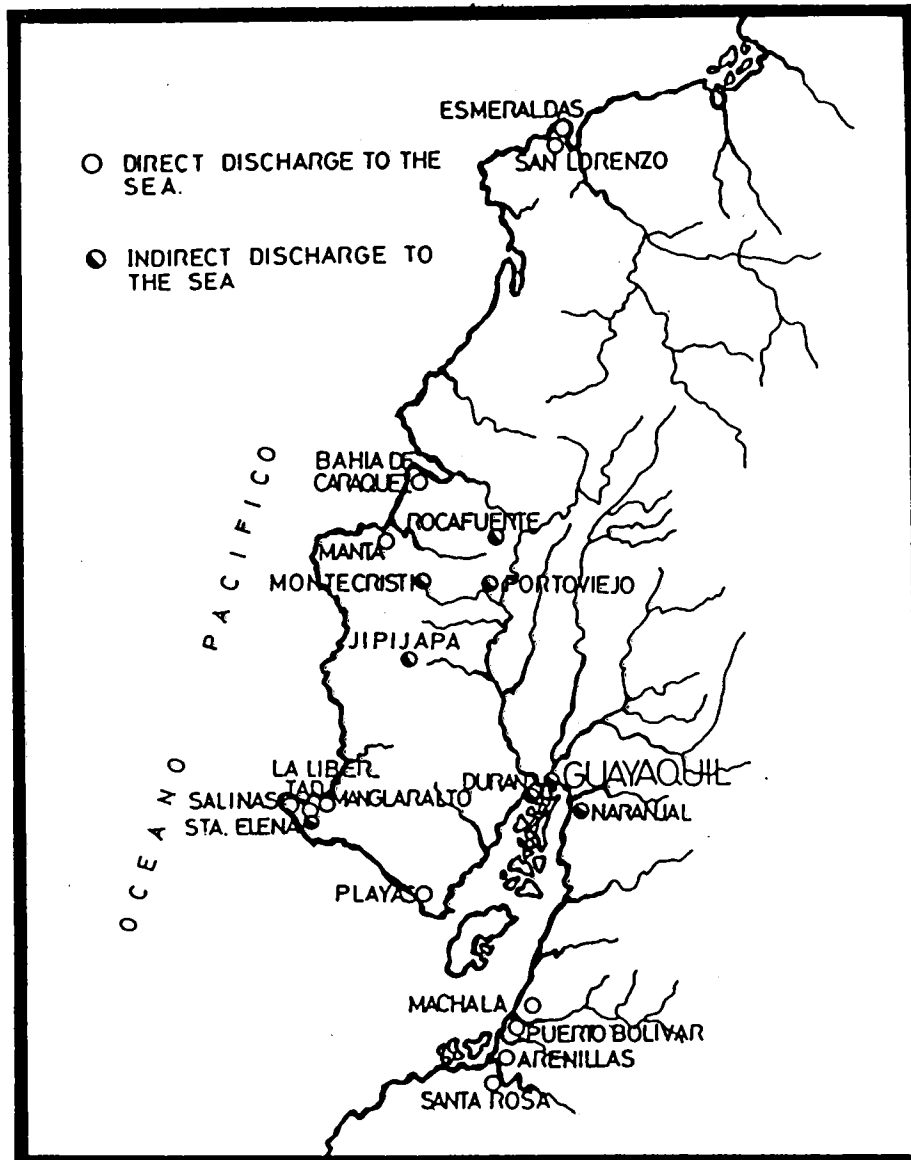 ESMERALDAS
SAN LORENZO
DIRECT DISCHARGE TO THE
SEA.
INDIRECT DISCHARGE TO
THE SEA
BAHIA DE
CARAQUEZ
ROCAFUENTE
MANTA
MONTECRISTI
PORTOVIEJO
JIPIJAPA
OCEANO PACIFICO
LA LIBER
TAD
DURAN
GUAYAQUIL
SALINAS
MANGLARALTO
STA. ELENA
NARANJAL
PLAYAS
MACHALA
PUERTO BOLIVAR
ARENILLAS
SANTA ROSA